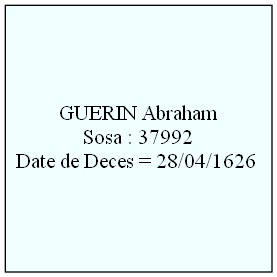 GUERIN Abraham
Sosa : 37992
Date de Deces = 28/04/1626